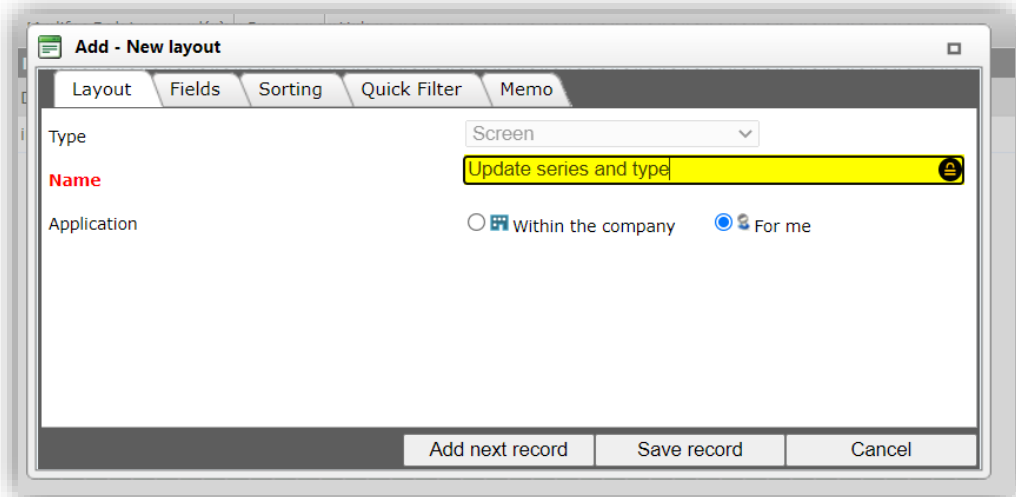 Add - New layout
Layout Fields Sorting Quick Filter Memo
Type Screen
Name Update series and type
Application Within the company For me
Add next record Save record Cancel